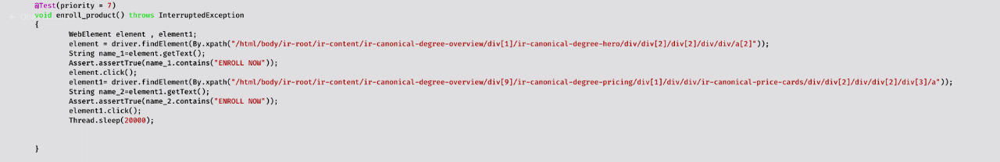 @Test(priority = 7)
void enroll_product() throws InterruptedException
{
WebElement element , element1;
element = driver.findElement(By.xpath("/html/body/ir-root/ir-content/ir-canonical-degree-overview/div[1]/ir-canonical-degree-hero/div/div[2]/div[2]/div/div/a[2]"));
String name_1=element.getText();
Assert.assertTrue(name_1.contains("ENROLL NOW"));
element.click();
element1= driver.findElement(By.xpath("/html/body/ir-root/ir-content/ir-canonical-degree-overview/div[9]/ir-canonical-degree-pricing/div[1]/div/div/ir-canonical-price-cards/div/div[2]/div/div[2]/div[3]/a"));
String name_2=element1.getText();
Assert.assertTrue(name_2.contains("ENROLL NOW"));
element1.click();
Thread.sleep(20000);
}